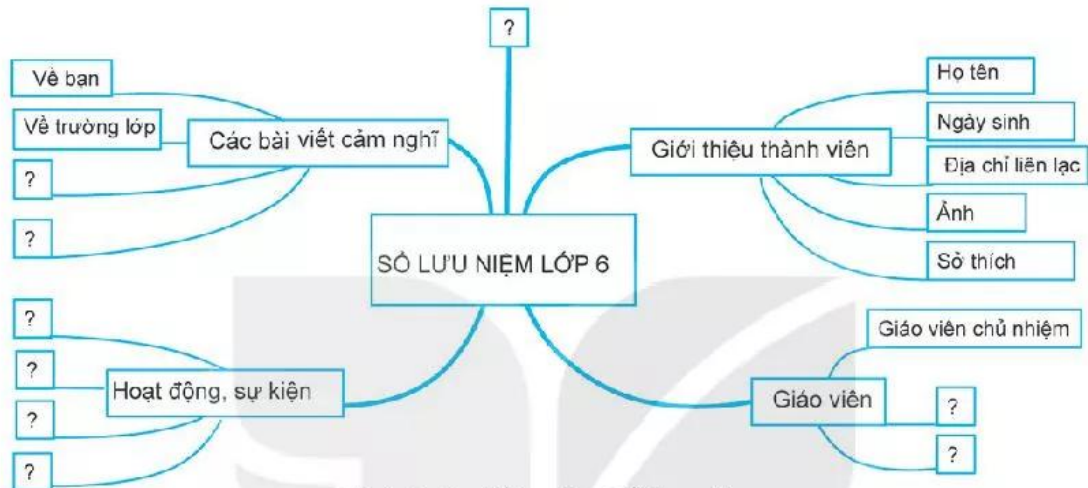 ?
Về bạn
Về trường lớp
?
?
Các bài viết cảm nghĩ
Giới thiệu thành viên
Họ tên
Ngày sinh
Địa chỉ liên lạc
Ảnh
Sở thích
SỔ LƯU NIỆM LỚP 6
?
?
?
?
Hoạt động, sự kiện
Giáo viên chủ nhiệm
Giáo viên
?
?